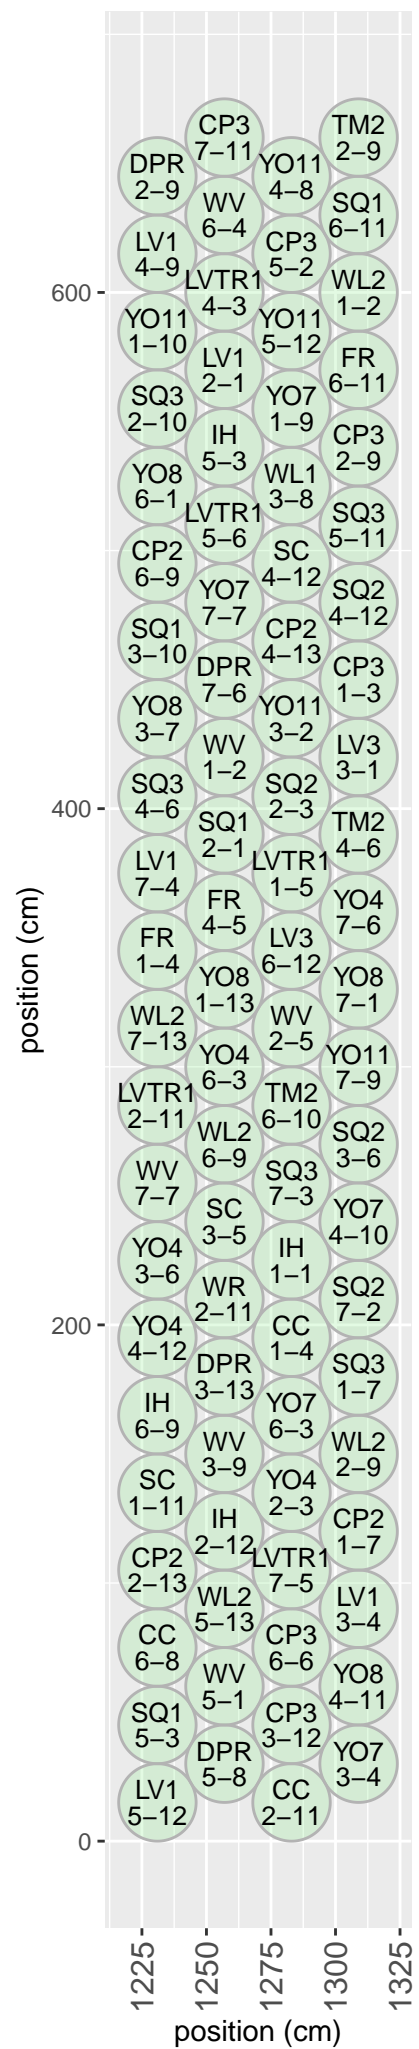 CP3
7−11
TM2
2−9
DPR
2−9
YO11
4−8
WV
6−4
SQ1
6−11
LV1
4−9
CP3
5−2
LVTR1
4−3
WL2
1−2
600
YO11
1−10
YO11
5−12
LV1
2−1
FR
6−11
SQ3
2−10
YO7
1−9
IH
5−3
CP3
2−9
YO8
6−1
WL1
3−8
LVTR1
5−6
SQ3
5−11
CP2
6−9
SC
4−12
YO7
7−7
SQ2
4−12
SQ1
3−10
CP2
4−13
DPR
7−6
CP3
1−3
YO8
3−7
YO11
3−2
WV
1−2
LV3
3−1
SQ3
4−6
SQ2
2−3
400
SQ1
2−1
TM2
4−6
LV1
7−4
LVTR1
1−5
FR
4−5
YO4
7−6
FR
1−4
LV3
6−12
YO8
1−13
YO8
7−1
WL2
7−13
WV
2−5
YO4
6−3
YO11
7−9
LVTR1
2−11
TM2
6−10
WL2
6−9
SQ2
3−6
WV
7−7
SQ3
7−3
SC
3−5
YO7
4−10
YO4
3−6
IH
1−1
WR
2−11
SQ2
7−2
200
YO4
4−12
CC
1−4
DPR
3−13
SQ3
1−7
IH
6−9
YO7
6−3
WV
3−9
WL2
2−9
SC
1−11
YO4
2−3
IH
2−12
CP2
1−7
CP2
2−13
LVTR1
7−5
WL2
5−13
LV1
3−4
CC
6−8
CP3
6−6
WV
5−1
YO8
4−11
SQ1
5−3
CP3
3−12
DPR
5−8
YO7
3−4
LV1
5−12
CC
2−11
0
position (cm)
1225
1250
1275
1300
1325
position (cm)